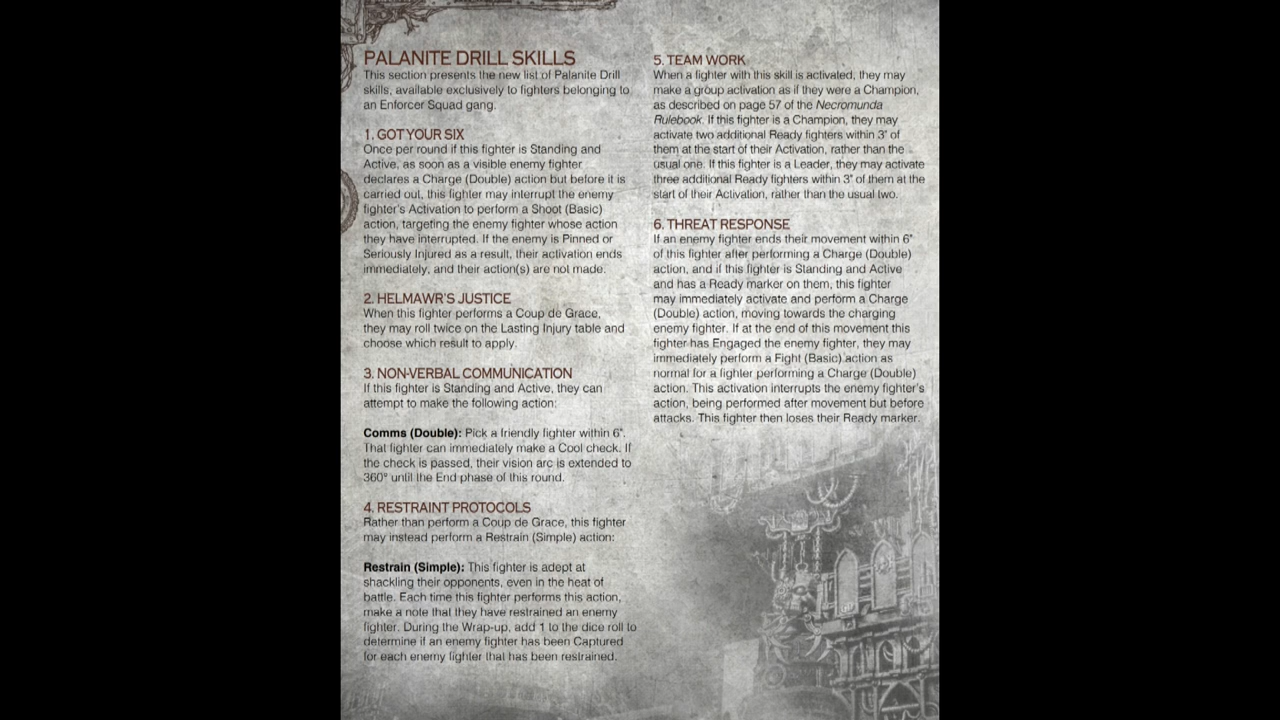 PALANITE DRILL SKILLS
This section presents the new list of Palanite Drill
skills, available exclusively to fighters belonging to
an Enforcer Squad gang.
1. GOT YOUR SIX
Once per round if this fighter is Standing and
Active, as soon as a visible enemy fighter
declares a Charge (Double) action but before it is
carried out, this fighter may interrupt the enemy
fighter's Activation to perform a Shoot (Basic)
action, targeting the enemy fighter whose action
they have interrupted. If the enemy is Pinned or
Seriously Injured as a result, their activation ends
immediately, and their action(s) are not made.
2. HELMAWR'S JUSTICE
When this fighter performs a Coup de Grace,
they may roll twice on the Lasting Injury table and
choose which result to apply.
3. NON-VERBAL COMMUNICATION
If this fighter is Standing and Active, they can
attempt to make the following action:
Comms (Double): Pick a friendly fighter within 6".
That fighter can immediately make a Cool check. If
the check is passed, their vision arc is extended to
360° until the End phase of this round.
4. RESTRAINT PROTOCOLS
Rather than perform a Coup de Grace, this fighter
may instead perform a Restrain (Simple) action:
Restrain (Simple): This fighter is adept at
shackling their opponents, even in the heat of
battle. Each time this fighter performs this action,
make a note that they have restrained an enemy
fighter. During the Wrap-up, add 1 to the dice roll to
determine if an enemy fighter has been Captured
for each enemy fighter that has been restrained.
5. TEAM WORK
When a fighter with this skill is activated, they may
make a group activation as if they were a Champion,
as described on page 57 of the Necromunda
Rulebook. If this fighter is a Champion, they may
activate two additional Ready fighters within 3" of
them at the start of their Activation, rather than the
usual one. If this fighter is a Leader, they may activate
three additional Ready fighters within 3" of them at the
start of their Activation, rather than the usual two.
6. THREAT RESPONSE
If an enemy fighter ends their movement within 6"
of this fighter after performing a Charge (Double)
action, and if this fighter is Standing and Active
and has a Ready marker on them, this fighter
may immediately activate and perform a Charge
(Double) action, moving towards the charging
enemy fighter. If at the end of this movement this
fighter has Engaged the enemy fighter, they may
immediately perform a Fight (Basic) action as
normal for a fighter performing a Charge (Double)
action. This activation interrupts the enemy fighter's
action, being performed after movement but before
attacks. This fighter then loses their Ready marker.